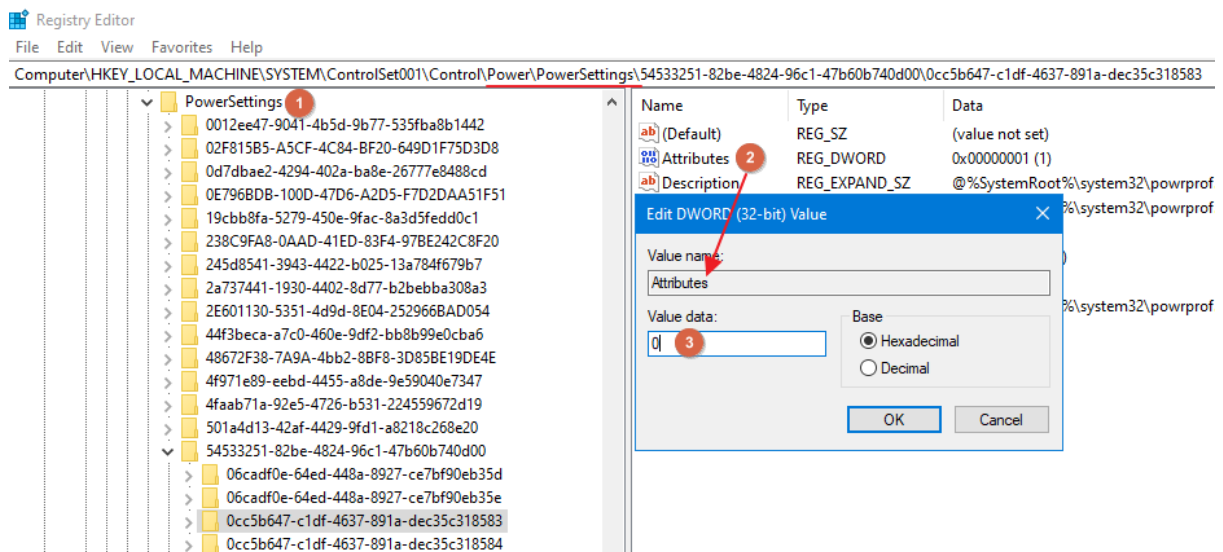 Registry Editor
File Edit View Favorites Help
Computer\HKEY_LOCAL_MACHINE\SYSTEM\ControlSet001\Control\Power\PowerSettings\54533251-82be-4824-96c1-47b60b740d00\0cc5b647-c1df-4637-891a-dec35c318583
PowerSettings 1
0012ee47-9041-4b5d-9b77-535fba8b1442
02F815B5-A5CF-4C84-BF20-649D1F75D3D8
0d7dbae2-4294-402a-ba8e-26777e8488cd
0E796BDB-100D-47D6-A2D5-F7D2DAA51F51
19cbb8fa-5279-450e-9fac-8a3d5fedd0c1
238C9FA8-0AAD-41ED-83F4-97BE242C8F20
245d8541-3943-4422-b025-13a784f679b7
2a737441-1930-4402-8d77-b2bebba308a3
2E601130-5351-4d9d-8E04-252966BAD054
44f3beca-a7c0-460e-9df2-bb8b99e0cba6
48672F38-7A9A-4bb2-8BF8-3D85BE19DE4E
4f971e89-eebd-4455-a8de-9e59040e7347
4faab71a-92e5-4726-b531-224559672d19
501a4d13-42af-4429-9fd1-a8218c268e20
54533251-82be-4824-96c1-47b60b740d00
06cadf0e-64ed-448a-8927-ce7bf90eb35d
06cadf0e-64ed-448a-8927-ce7bf90eb35e
0cc5b647-c1df-4637-891a-dec35c318583
0cc5b647-c1df-4637-891a-dec35c318584
Name Type Data
(Default) REG_SZ (value not set)
Attributes 2 REG_DWORD 0x00000001 (1)
Description REG_EXPAND_SZ @%SystemRoot%\system32\powrprof
%\system32\powrprof
)
%\system32\powrprof
Edit DWORD (32-bit) Value
Value name:
Attributes
Value data:
0 3
Base
Hexadecimal
Decimal
OK Cancel